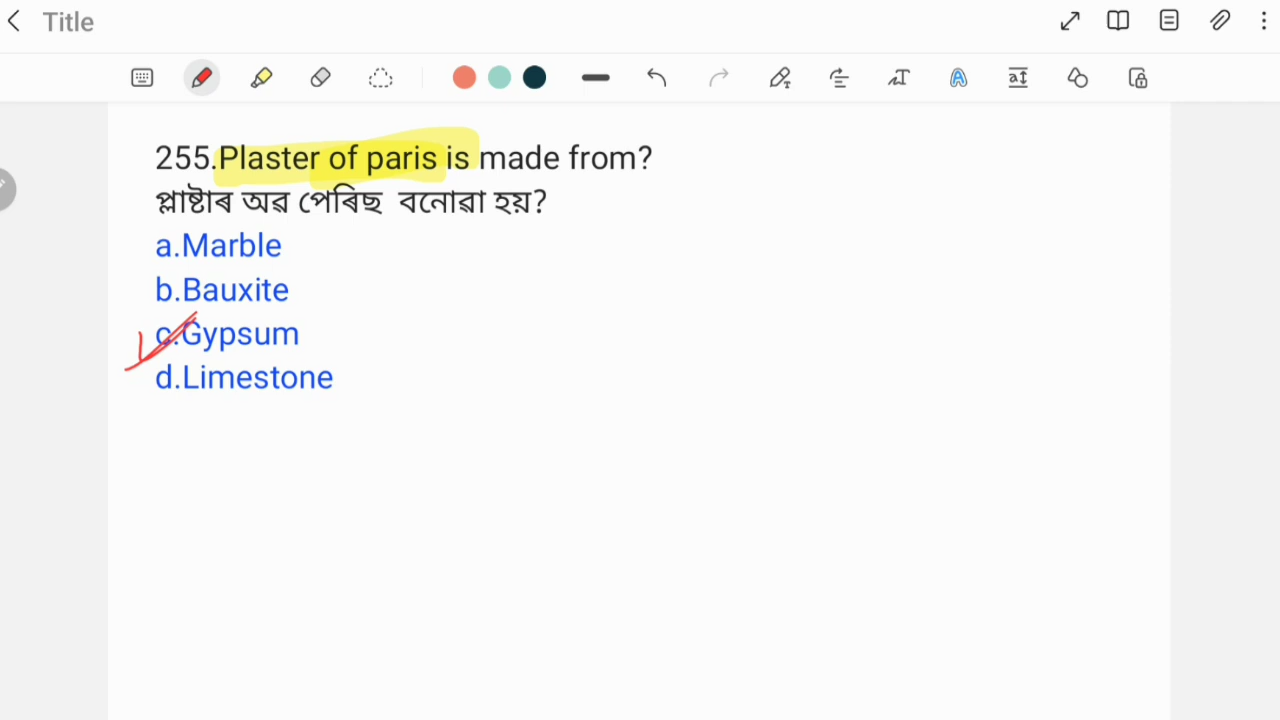 Title
255.Plaster of paris is made from?
প্লাষ্টাৰ অৱ পেৰিছ বনোৱা হয়?
a.Marble
b.Bauxite
c.Gypsum
d.Limestone